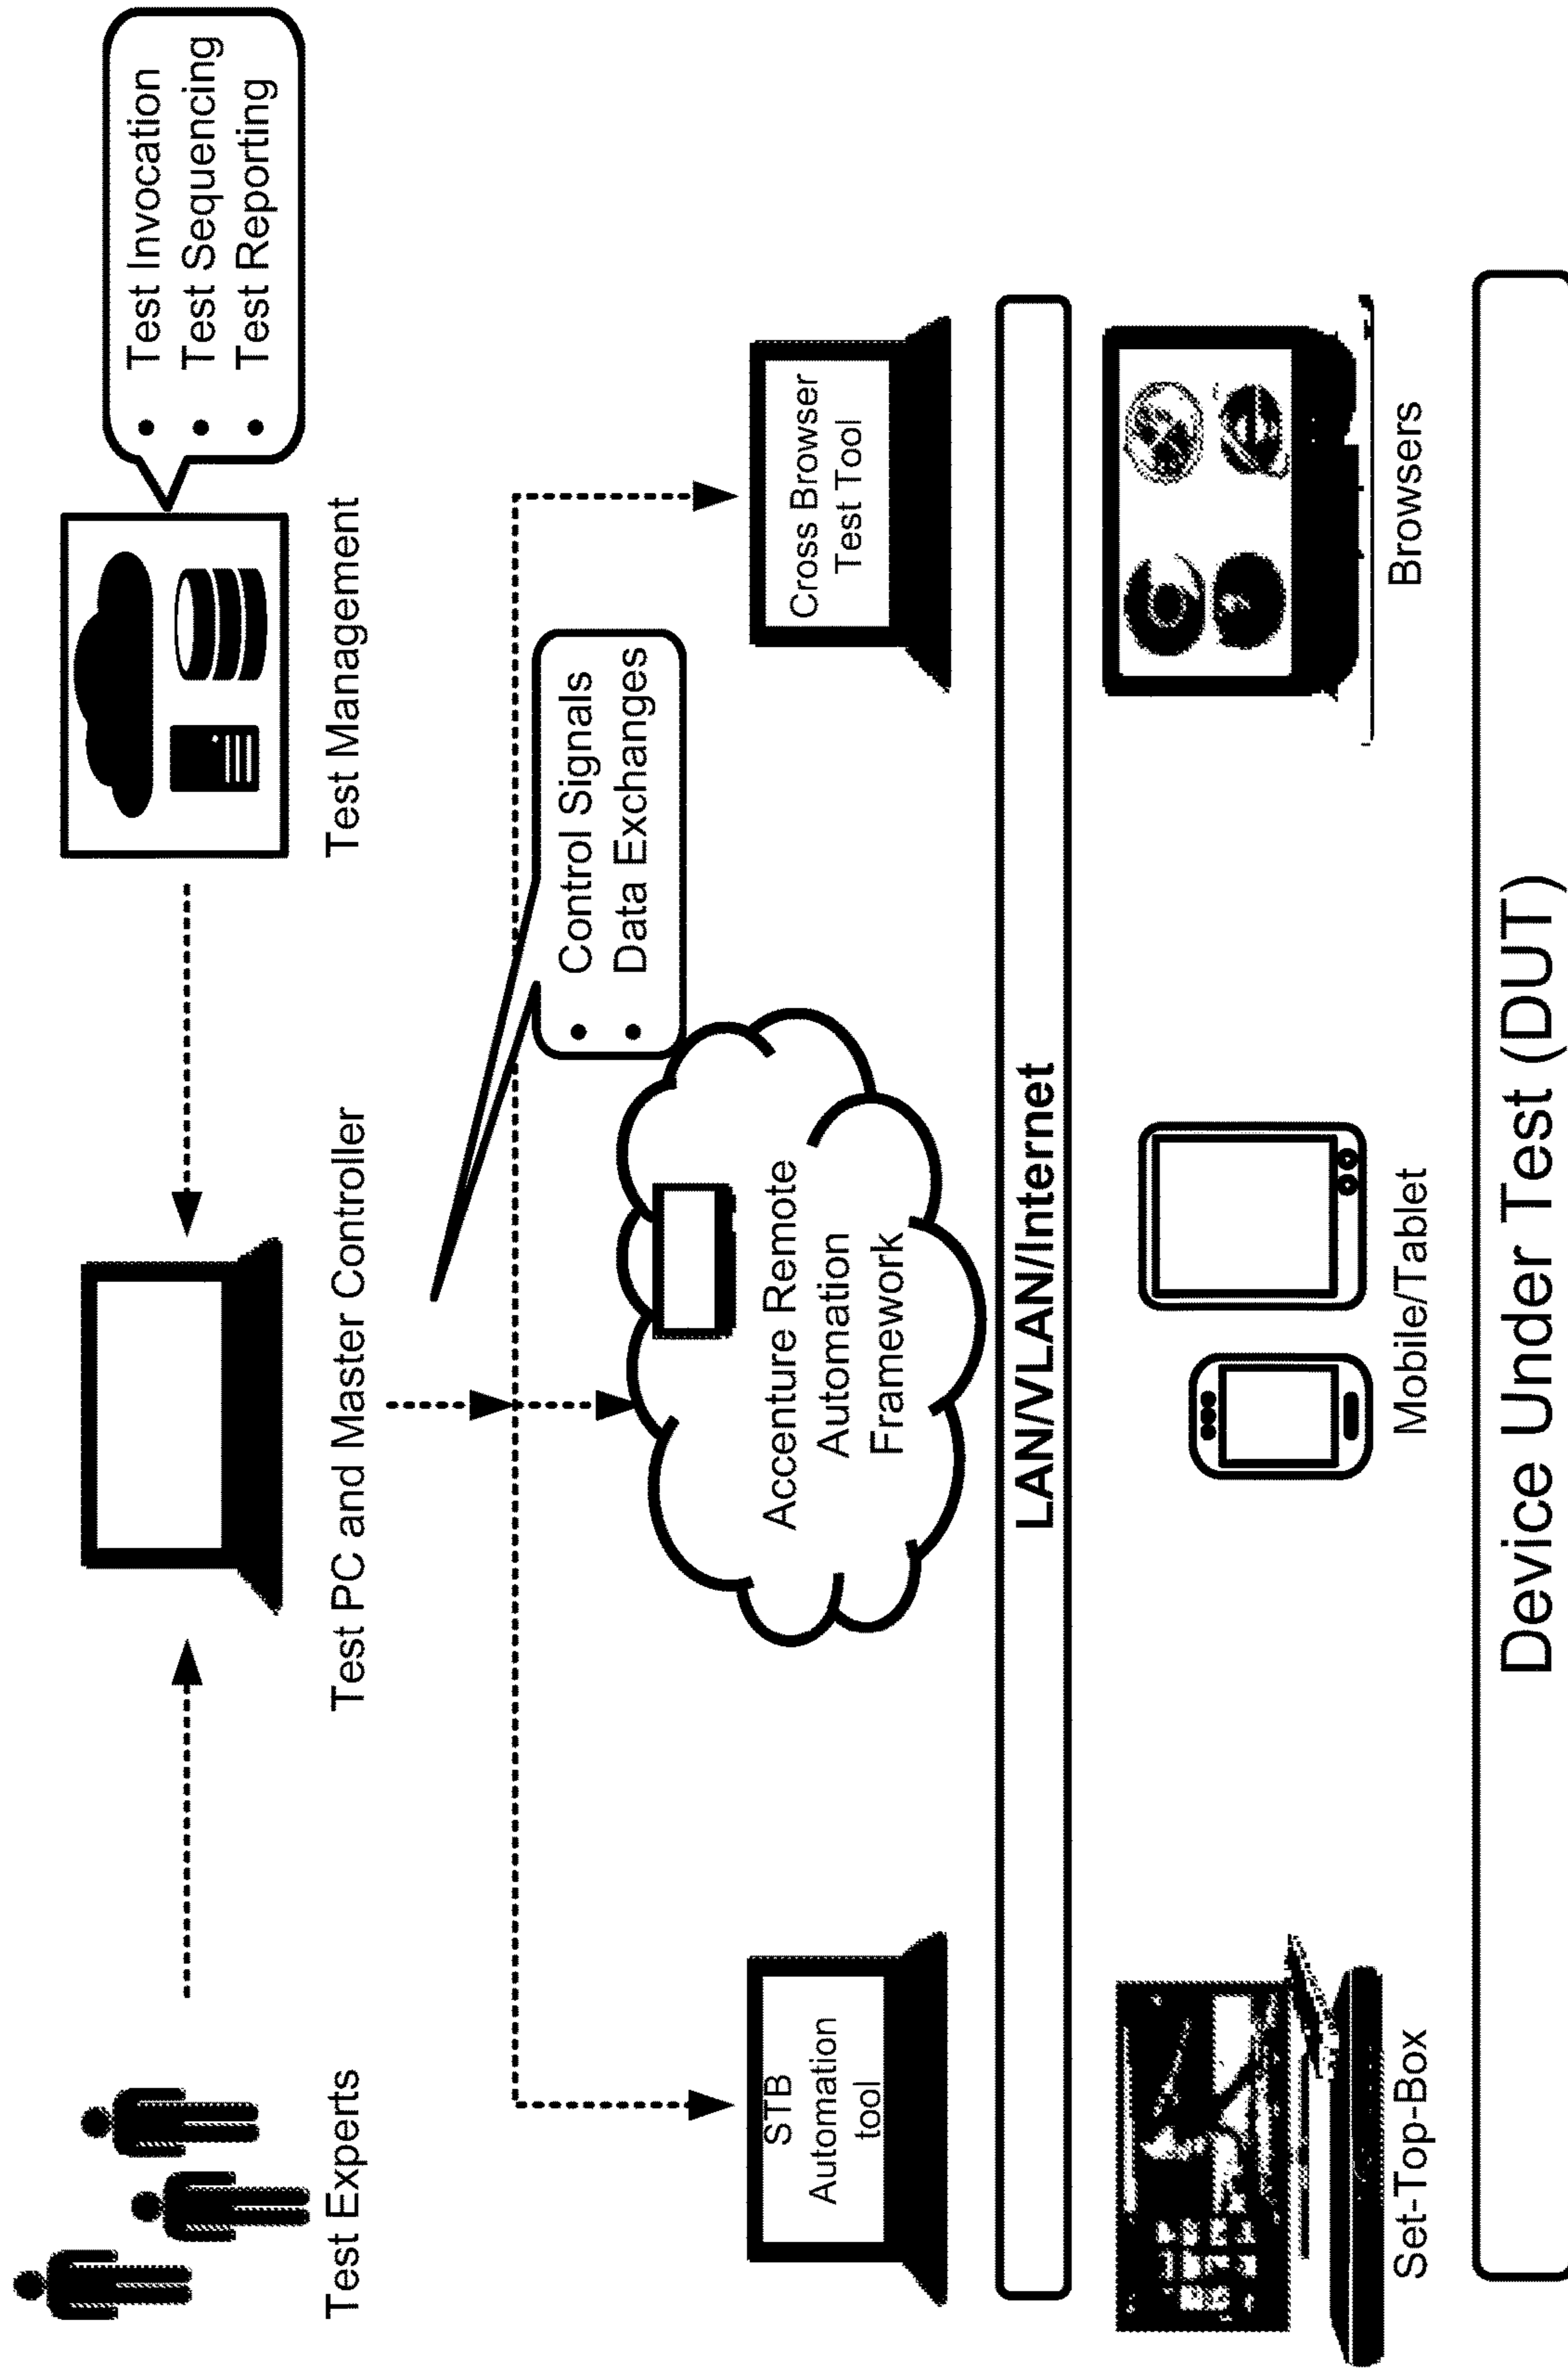 Test Experts
Test PC and Master Controller
Test Management
• Test Invocation
• Test Sequencing
• Test Reporting
• Control Signals
• Data Exchanges
STB
Automation
tool
Accenture Remote
Automation
Framework
Cross Browser
Test Tool
LAN/VLAN/Internet
Set-Top-Box
Mobile/Tablet
Browsers
Device Under Test (DUT)